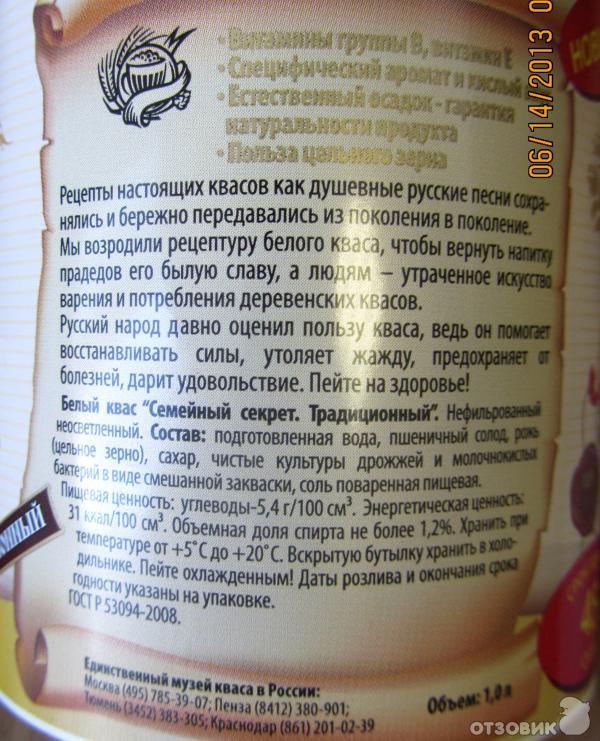 • Витамины группы В, витамин Е
• Специфический аромат и кислый
• Естественный осадок - гарантия
натуральности продукта
• Польза цельного зерна
06/14/2013 0
НОВ
Рецепты настоящих квасов как душевные русские песни сохра-
нялись и бережно передавались из поколения в поколение.
Мы возродили рецептуру белого кваса, чтобы вернуть напитку
прадедов его былую славу, а людям – утраченное искусство
варения и потребления деревенских квасов.
Русский народ давно оценил пользу кваса, ведь он помогает
восстанавливать силы, утоляет жажду, предохраняет от
болезней, дарит удовольствие. Пейте на здоровье!
Белый квас "Семейный секрет. Традиционный". Нефильтрованный
неосветленный. Состав: подготовленная вода, пшеничный солод, рожь
(цельное зерно), сахар, чистые культуры дрожжей и молочнокислых
бактерий в виде смешанной закваски, соль поваренная пищевая.
Пищевая ценность: углеводы-5,4 г/100 см³. Энергетическая ценность:
31 ккал/100 см³. Объемная доля спирта не более 1,2%. Хранить при
температуре от +5˚С до +20˚С. Вскрытую бутылку хранить в холо-
дильнике. Пейте охлажденным! Даты розлива и окончания срока
годности указаны на упаковке.
ГОСТ Р 53094-2008.
Единственный музей кваса в России:
Москва (495) 785-39-07; Пенза (8412) 380-901;
Тюмень (3452) 383-305; Краснодар (861) 201-02-39
Объем: 1,0 л
ОТЗОВИК